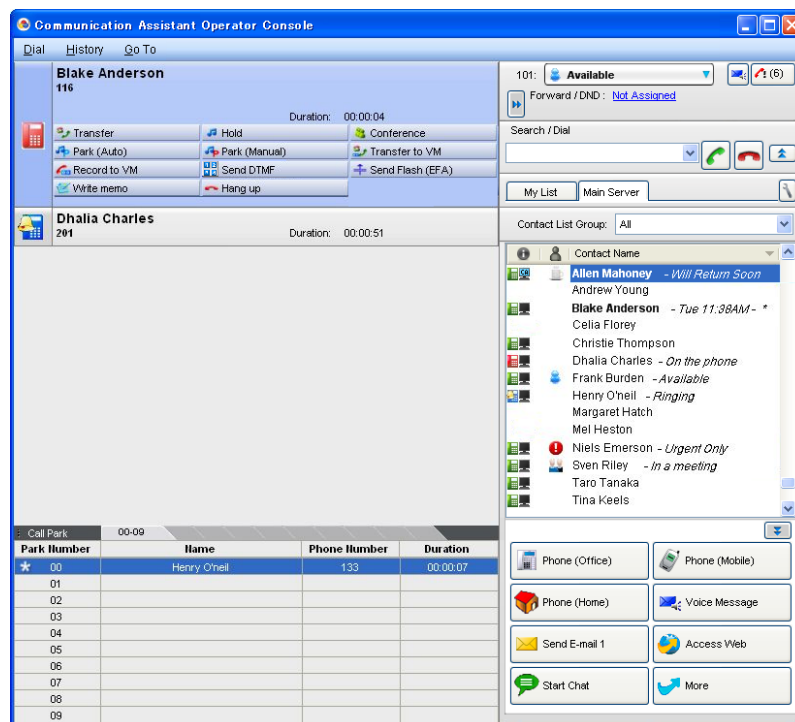 Communication Assistant Operator Console
Dial History Go To
Blake Anderson
116
Duration: 00:00:04
Transfer Hold Conference
Park (Auto) Park (Manual) Transfer to VM
Record to VM Send DTMF Send Flash (EFA)
Write memo Hang up
Dhalia Charles
201 Duration: 00:00:51
Call Park 00-09
Park Number Name Phone Number Duration
00 Henry O'neil 133 00:00:07
01
02
03
04
05
06
07
08
09
101: Available (6)
Forward / DND : Not Assigned
Search / Dial
My List Main Server
Contact List Group: All
Contact Name
Allen Mahoney - Will Return Soon
Andrew Young
Blake Anderson - Tue 11:38AM - *
Celia Florey
Christie Thompson
Dhalia Charles - On the phone
Frank Burden - Available
Henry O'neil - Ringing
Margaret Hatch
Mel Heston
Niels Emerson - Urgent Only
Sven Riley - In a meeting
Taro Tanaka
Tina Keels
Phone (Office) Phone (Mobile)
Phone (Home) Voice Message
Send E-mail 1 Access Web
Start Chat More